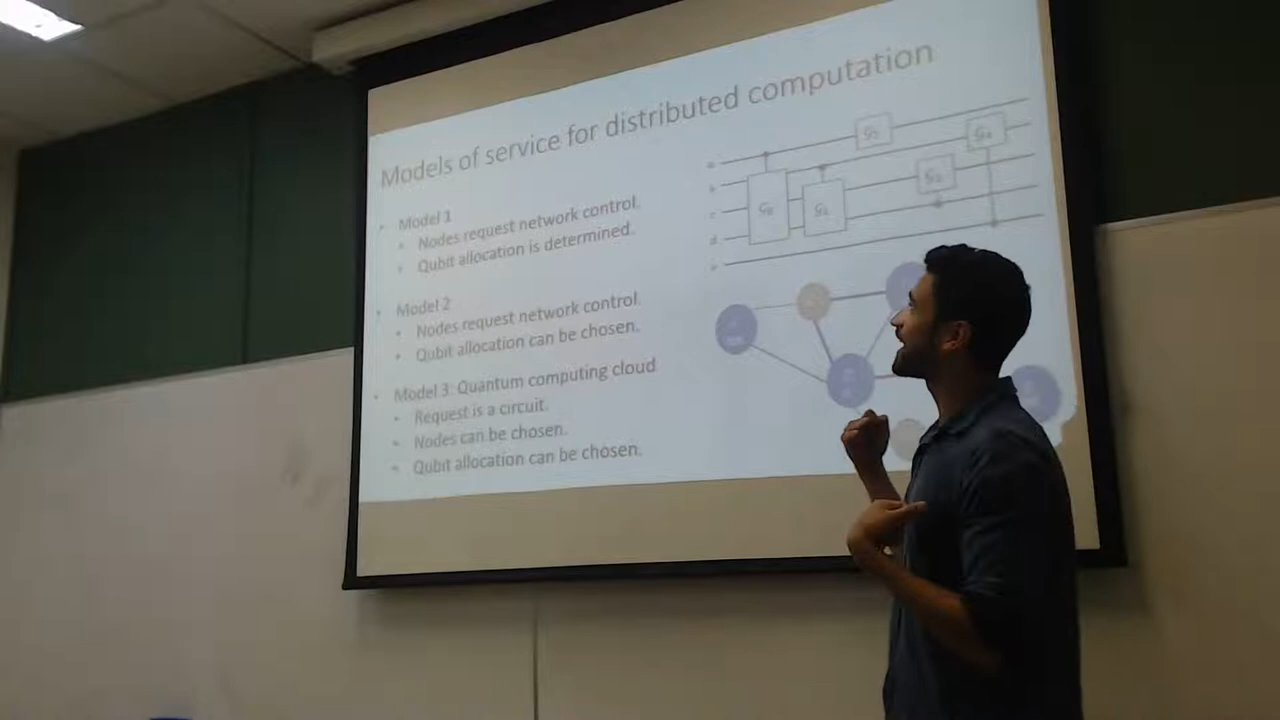 Models of service for distributed computation
Model 1
Nodes request network control.
Qubit allocation is determined.
Model 2
Nodes request network control.
Qubit allocation can be chosen.
Model 3: Quantum computing cloud
Request is a circuit.
Nodes can be chosen.
Qubit allocation can be chosen.